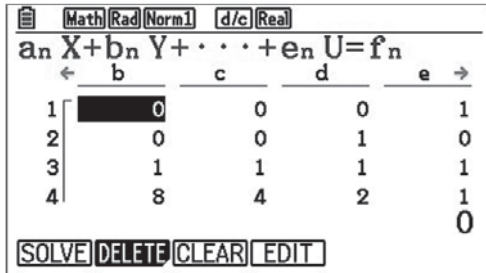 Math Rad Norm1 d/c Real
an X+bn Y+・・・+en U=fn
← b c d e →
1 0 0 0 1
2 0 0 1 0
3 1 1 1 1
4 8 4 2 1
0
SOLVE DELETE CLEAR EDIT